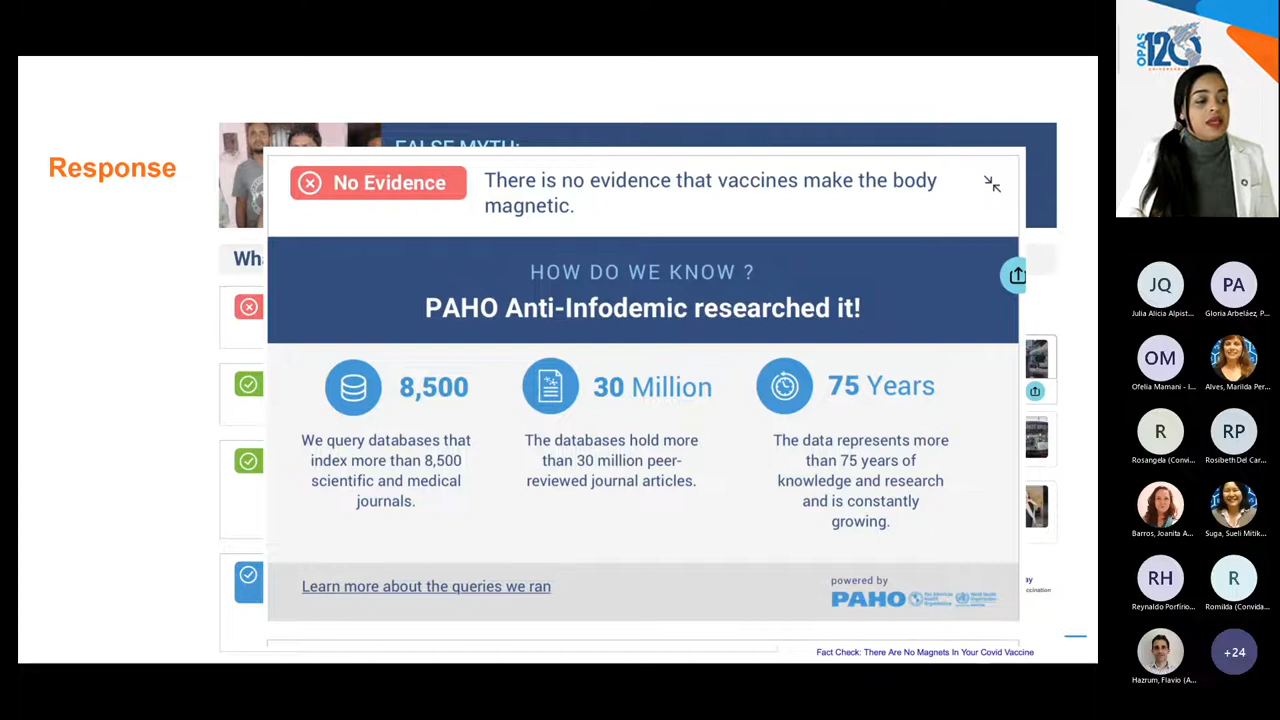 Response
FALSE MYTH:
No Evidence
There is no evidence that vaccines make the body
magnetic.
HOW DO WE KNOW ?
PAHO Anti-Infodemic researched it!
8,500
We query databases that
index more than 8,500
scientific and medical
journals.
30 Million
The databases hold more
than 30 million peer-
reviewed journal articles.
75 Years
The data represents more
than 75 years of
knowledge and research
and is constantly
growing.
Learn more about the queries we ran
powered by
PAHO
Fact Check: There Are No Magnets In Your Covid Vaccine
OPAS
120
JQ
Julia Alicia Alpist...
PA
Gloria Arbeláez, P...
OM
Ofelia Mamani - I...
Alves, Marilda Per...
R
Rosangela (Convi...
RP
Rosibeth Del Car...
Barros, Joanita A...
Suga, Sueli Mitik...
RH
Reynaldo Porfirio...
R
Romilda (Convida...
Hazrum, Flavio (A...
+24